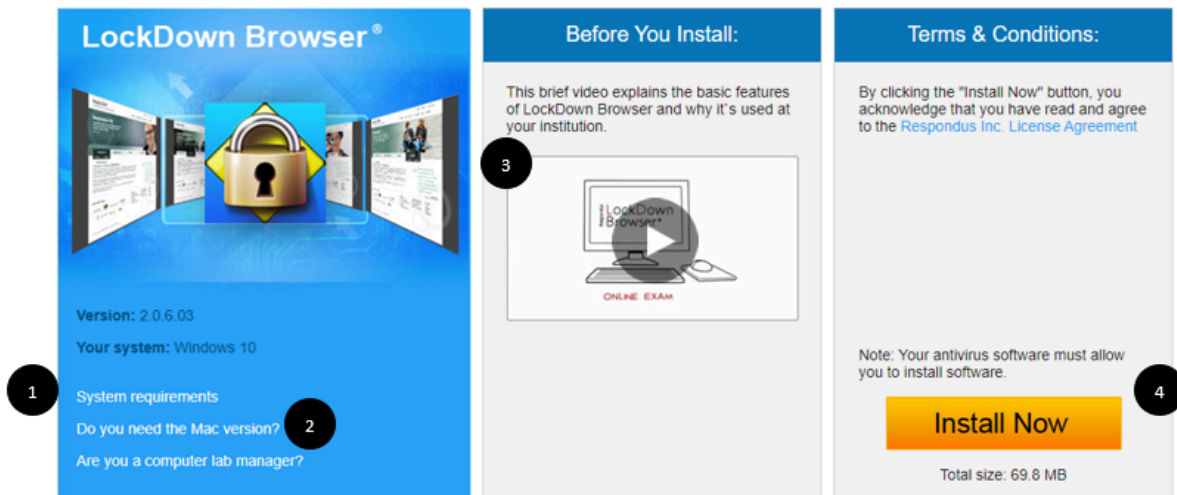 LockDown Browser®
Version: 2.0.6.03
Your system: Windows 10
1
System requirements
Do you need the Mac version?
2
Are you a computer lab manager?
Before You Install:
This brief video explains the basic features
of LockDown Browser and why it`s used at
your institution.
3
LockDown
Browser
ONLINE EXAM
Terms & Conditions:
By clicking the "Install Now" button, you
acknowledge that you have read and agree
to the Respondus Inc. License Agreement
Note: Your antivirus software must allow
you to install software.
4
Install Now
Total size: 69.8 MB